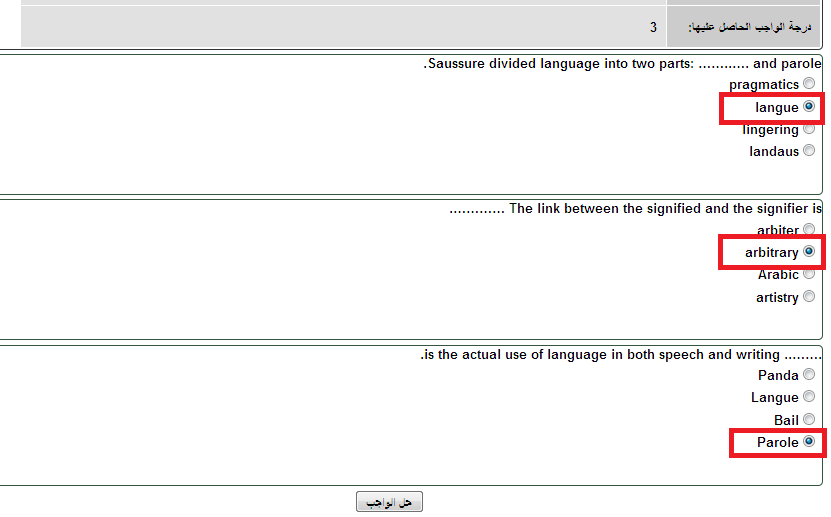 درجة الواجب الحاصل عليها: 3
Saussure divided language into two parts: ............ and parole.
pragmatics
langue
lingering
landaus
The link between the signified and the signifier is .............
arbiter
arbitrary
Arabic
artistry
......... is the actual use of language in both speech and writing.
Panda
Langue
Bail
Parole
حل الواجب